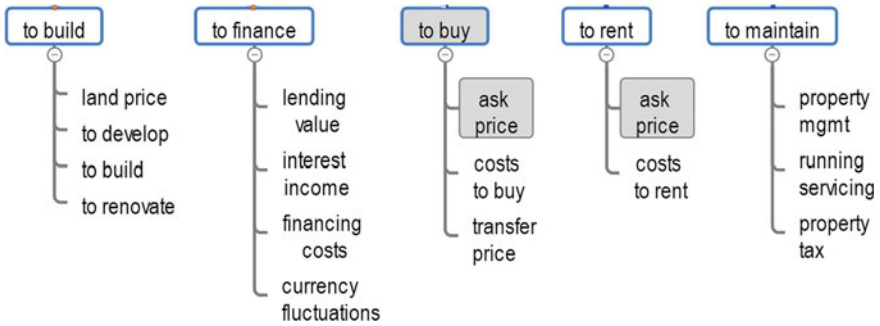 to build
land price
to develop
to build
to renovate
to finance
lending
value
interest
income
financing
costs
currency
fluctuations
to buy
ask
price
costs
to buy
transfer
price
to rent
ask
price
costs
to rent
to maintain
property
mgmt
running
servicing
property
tax